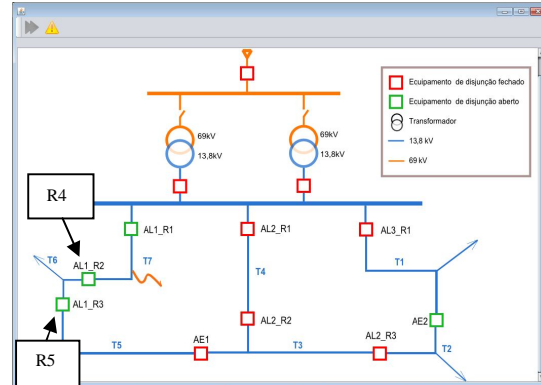 Equipamento de disjunção fechado
Equipamento de disjunção aberto
Transformador
13,8 kV
69 kV
69kV
13,8kV
69kV
13,8kV
R4
AL1_R1
AL2_R1
AL3_R1
T6
AL1_R2
T7
T4
T1
AL1_R3
AL2_R2
AE2
R5
T5
AE1
T3
AL2_R3
T2